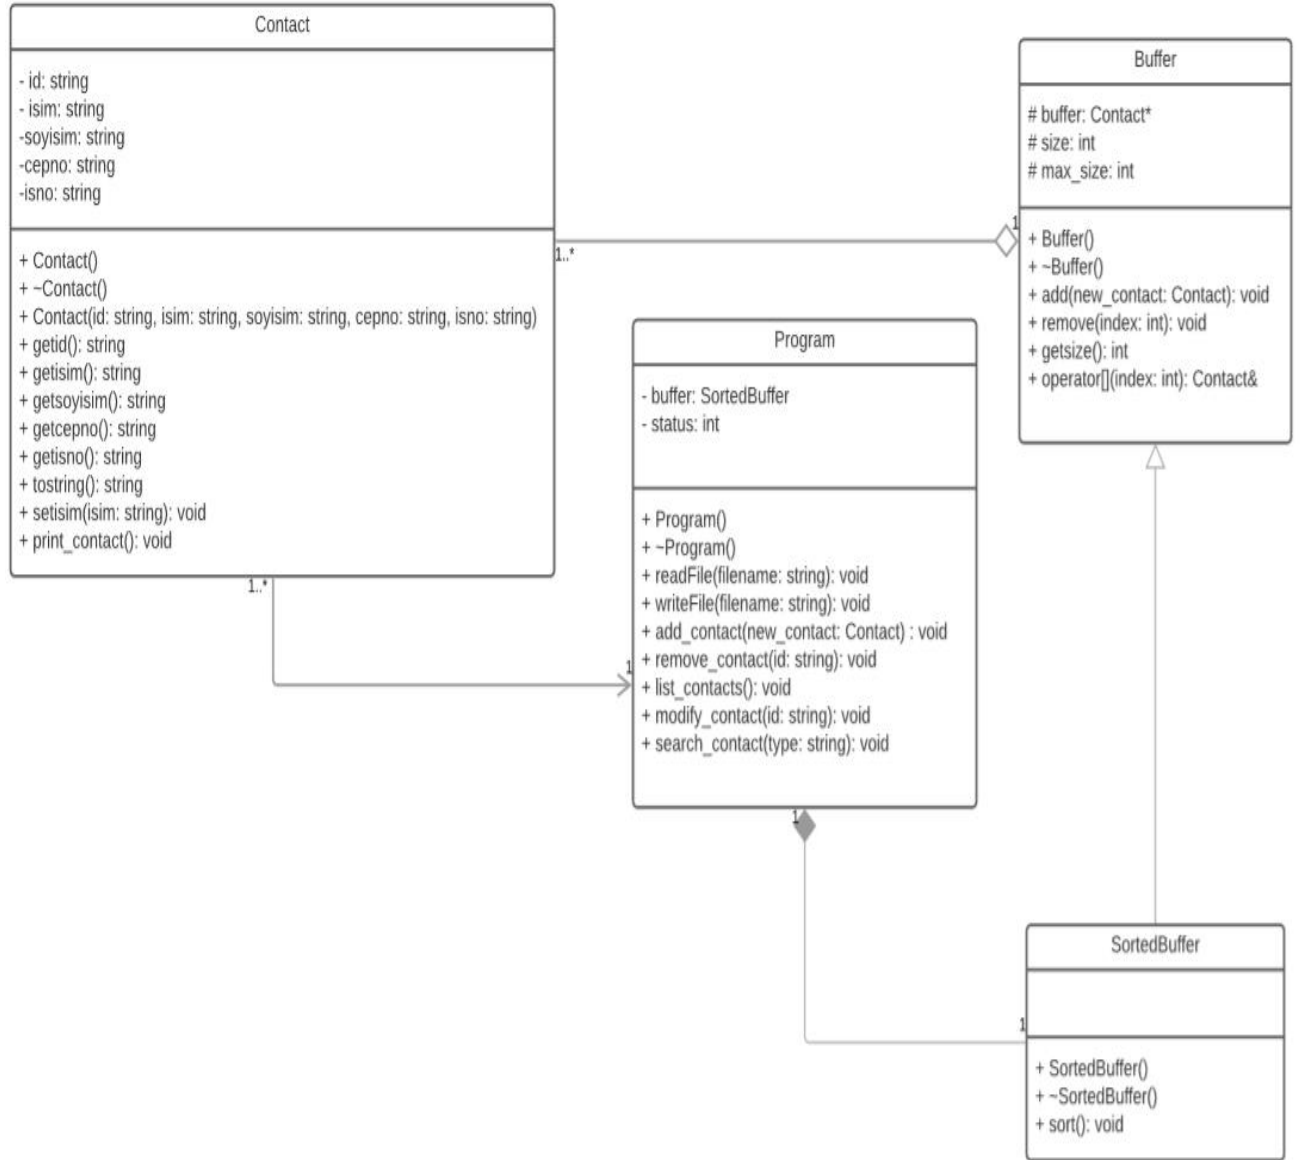 Contact
- id: string
- isim: string
-soyisim: string
-cepno: string
-isno: string
+ Contact()
+ ~Contact()
+ Contact(id: string, isim: string, soyisim: string, cepno: string, isno: string)
+ getid(): string
+ getisim(): string
+ getsoyisim(): string
+ getcepno(): string
+ getisno(): string
+ tostring(): string
+ setisim(isim: string): void
+ print_contact(): void
1..*
1..*
Buffer
# buffer: Contact*
# size: int
# max_size: int
1
+ Buffer()
+ ~Buffer()
+ add(new_contact: Contact): void
+ remove(index: int): void
+ getsize(): int
+ operator[](index: int): Contact&
Program
- buffer: SortedBuffer
- status: int
+ Program()
+ ~Program()
+ readFile(filename: string): void
+ writeFile(filename: string): void
+ add_contact(new_contact: Contact) : void
+ remove_contact(id: string): void
1
+ list_contacts(): void
+ modify_contact(id: string): void
+ search_contact(type: string): void
1
SortedBuffer
1
+ SortedBuffer()
+ ~SortedBuffer()
+ sort(): void